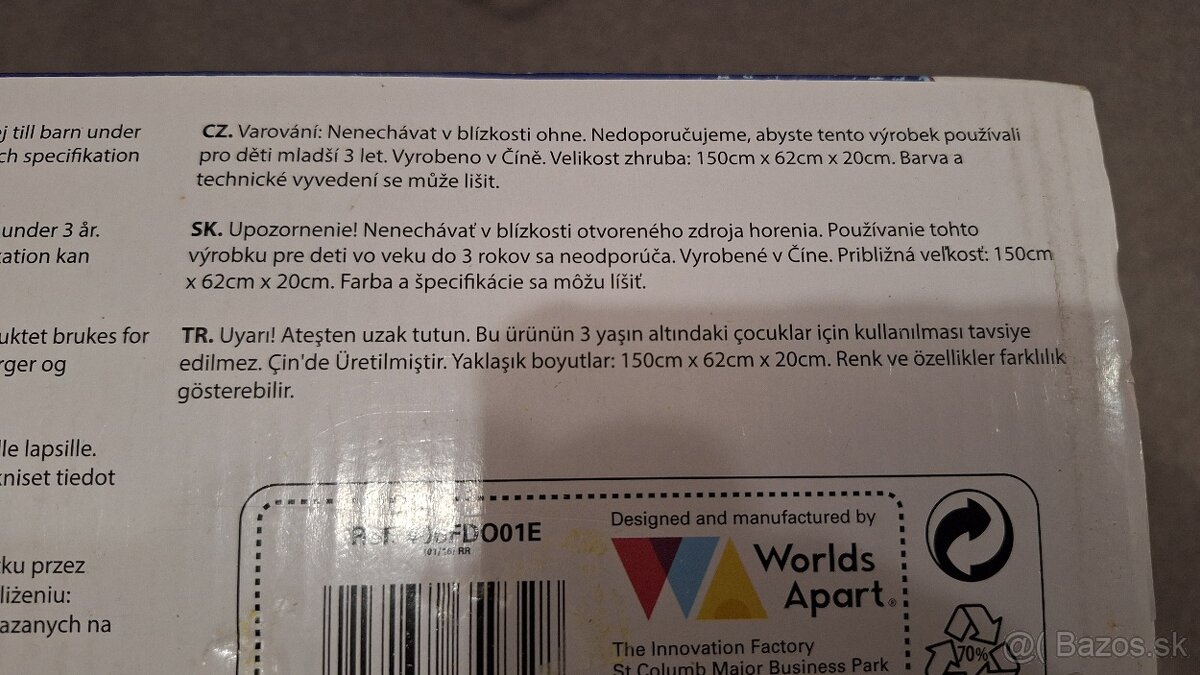 ej till barn under
ch specifikation
under 3 år.
kan
uktet brukes for
rger og
lle lapsille.
kniset tiedot
tku przez
liżeniu:
azanych na
CZ. Varování: Nenechávat v blízkosti ohne. Nedoporučujeme, abyste tento výrobek používali
pro děti mladší 3 let. Vyrobeno v Číně. Velikost zhruba: 150cm x 62cm x 20cm. Barva a
technické vyvedení se může lišit.
SK. Upozornenie! Nenechávať v blízkosti otvoreného zdroja horenia. Používanie tohto
výrobku pre deti vo veku do 3 rokov sa neodporúča. Vyrobené v Číne. Približná veľkosť: 150cm
x 62cm x 20cm. Farba a špecifikácie sa môžu líšiť.
TR. Uyarı! Ateşten uzak tutun. Bu ürünün 3 yaşın altındaki çocuklar için kullanılması tavsiye
edilmez. Çin'de Üretilmiştir. Yaklaşık boyutlar: 150cm x 62cm x 20cm. Renk ve özellikler farklılık
gösterebilir.
Designed and manufactured by
Worlds
Apart®
The Innovation Factory
St Columb Major Business Park
70%
Bazos.sk